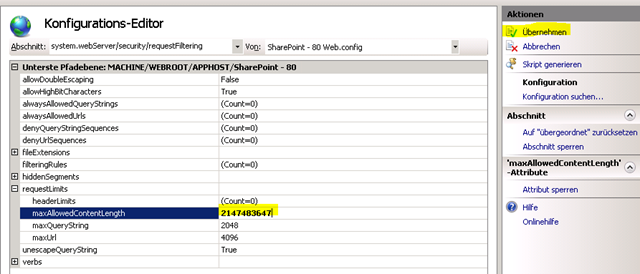 Konfigurations-Editor
Abschnitt: system.webServer/security/requestFiltering Von: SharePoint - 80 Web.config
Unterste Pfadebene: MACHINE/WEBROOT/APPHOST/SharePoint - 80
allowDoubleEscaping False
allowHighBitCharacters True
alwaysAllowedQueryStrings (Count=0)
alwaysAllowedUrls (Count=0)
denyQueryStringSequences (Count=0)
denyUrlSequences (Count=0)
fileExtensions
filteringRules (Count=0)
hiddenSegments
requestLimits
headerLimits (Count=0)
maxAllowedContentLength 2147483647
maxQueryString 2048
maxUrl 4096
unescapeQueryString True
verbs
Aktionen
Übernehmen
Abbrechen
Skript generieren
Konfiguration
Konfiguration suchen...
Abschnitt
Auf "übergeordnet" zurücksetzen
Abschnitt sperren
'maxAllowedContentLength'
-Attribute
Attribut sperren
Hilfe
Onlinehilfe